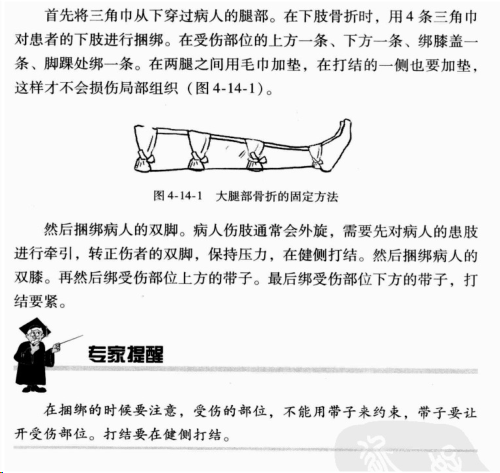 首先将三角巾从下穿过病人的腿部。在下肢骨折时，用4条三角巾
对患者的下肢进行捆绑。在受伤部位的上方一条、下方一条、绑膝盖一
条、脚踝处绑一条。在两腿之间用毛巾加垫，在打结的一侧也要加垫，
这样才不会损伤局部组织（图4-14-1）。
图4-14-1 大腿部骨折的固定方法
然后捆绑病人的双脚。病人伤肢通常会外旋，需要先对病人的患肢
进行牵引，转正伤者的双脚，保持压力，在健侧打结。然后捆绑病人的
双膝。再然后绑受伤部位上方的带子。最后绑受伤部位下方的带子，打
结要紧。
专家提醒
在捆绑的时候要注意，受伤的部位，不能用带子来约束，带子要让
开受伤部位。打结要在健侧打结。